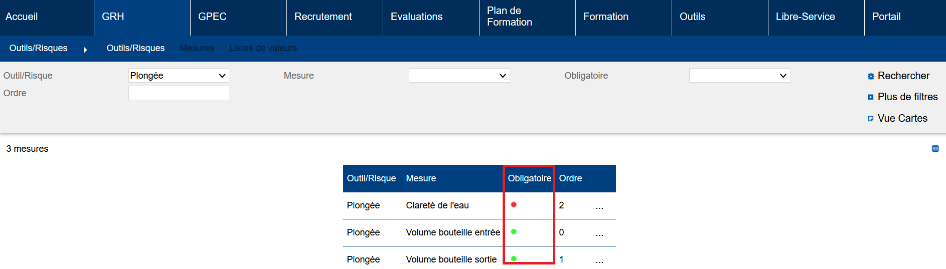 Accueil GRH GPEC Recrutement Evaluations Plan de Formation Formation Outils Libre-Service Portail
Outils/Risques Outils/Risques Mesures Listes de valeurs
Outil/Risque Plongée Mesure Obligatoire Rechercher
Ordre Plus de filtres
Vue Cartes
3 mesures
Outil/Risque Mesure Obligatoire Ordre
Plongée Clareté de l'eau 2 ...
Plongée Volume bouteille entrée 0 ...
Plongée Volume bouteille sortie 1 ...